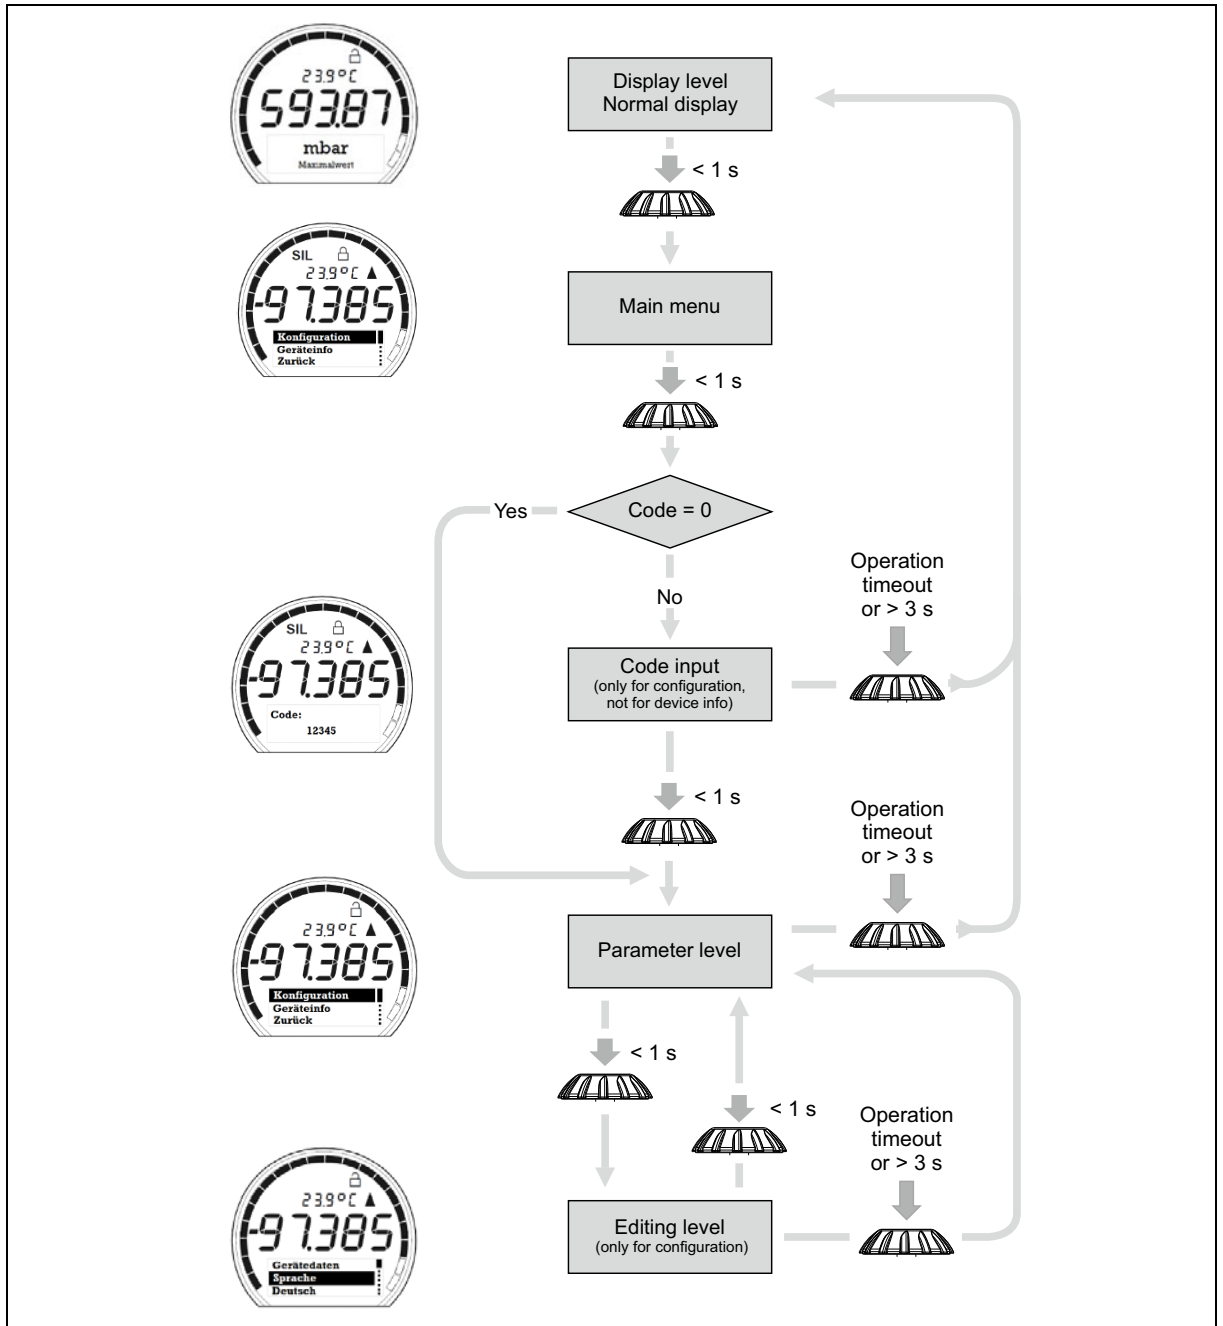 23.9°C
593.87
mbar
Maximalwert
Display level
Normal display
< 1 s
SIL
23.9°C
-97.385
Konfiguration
Geräteinfo
Zurück
Main menu
< 1 s
Yes
Code = 0
No
Operation
timeout
or > 3 s
SIL
23.9°C
-97.385
Code:
12345
Code input
(only for configuration,
not for device info)
< 1 s
Operation
timeout
or > 3 s
23.9°C
-97.385
Konfiguration
Geräteinfo
Zurück
Parameter level
< 1 s
< 1 s
Operation
timeout
or > 3 s
23.9°C
-97.385
Gerätedaten
Sprache
Deutsch
Editing level
(only for configuration)